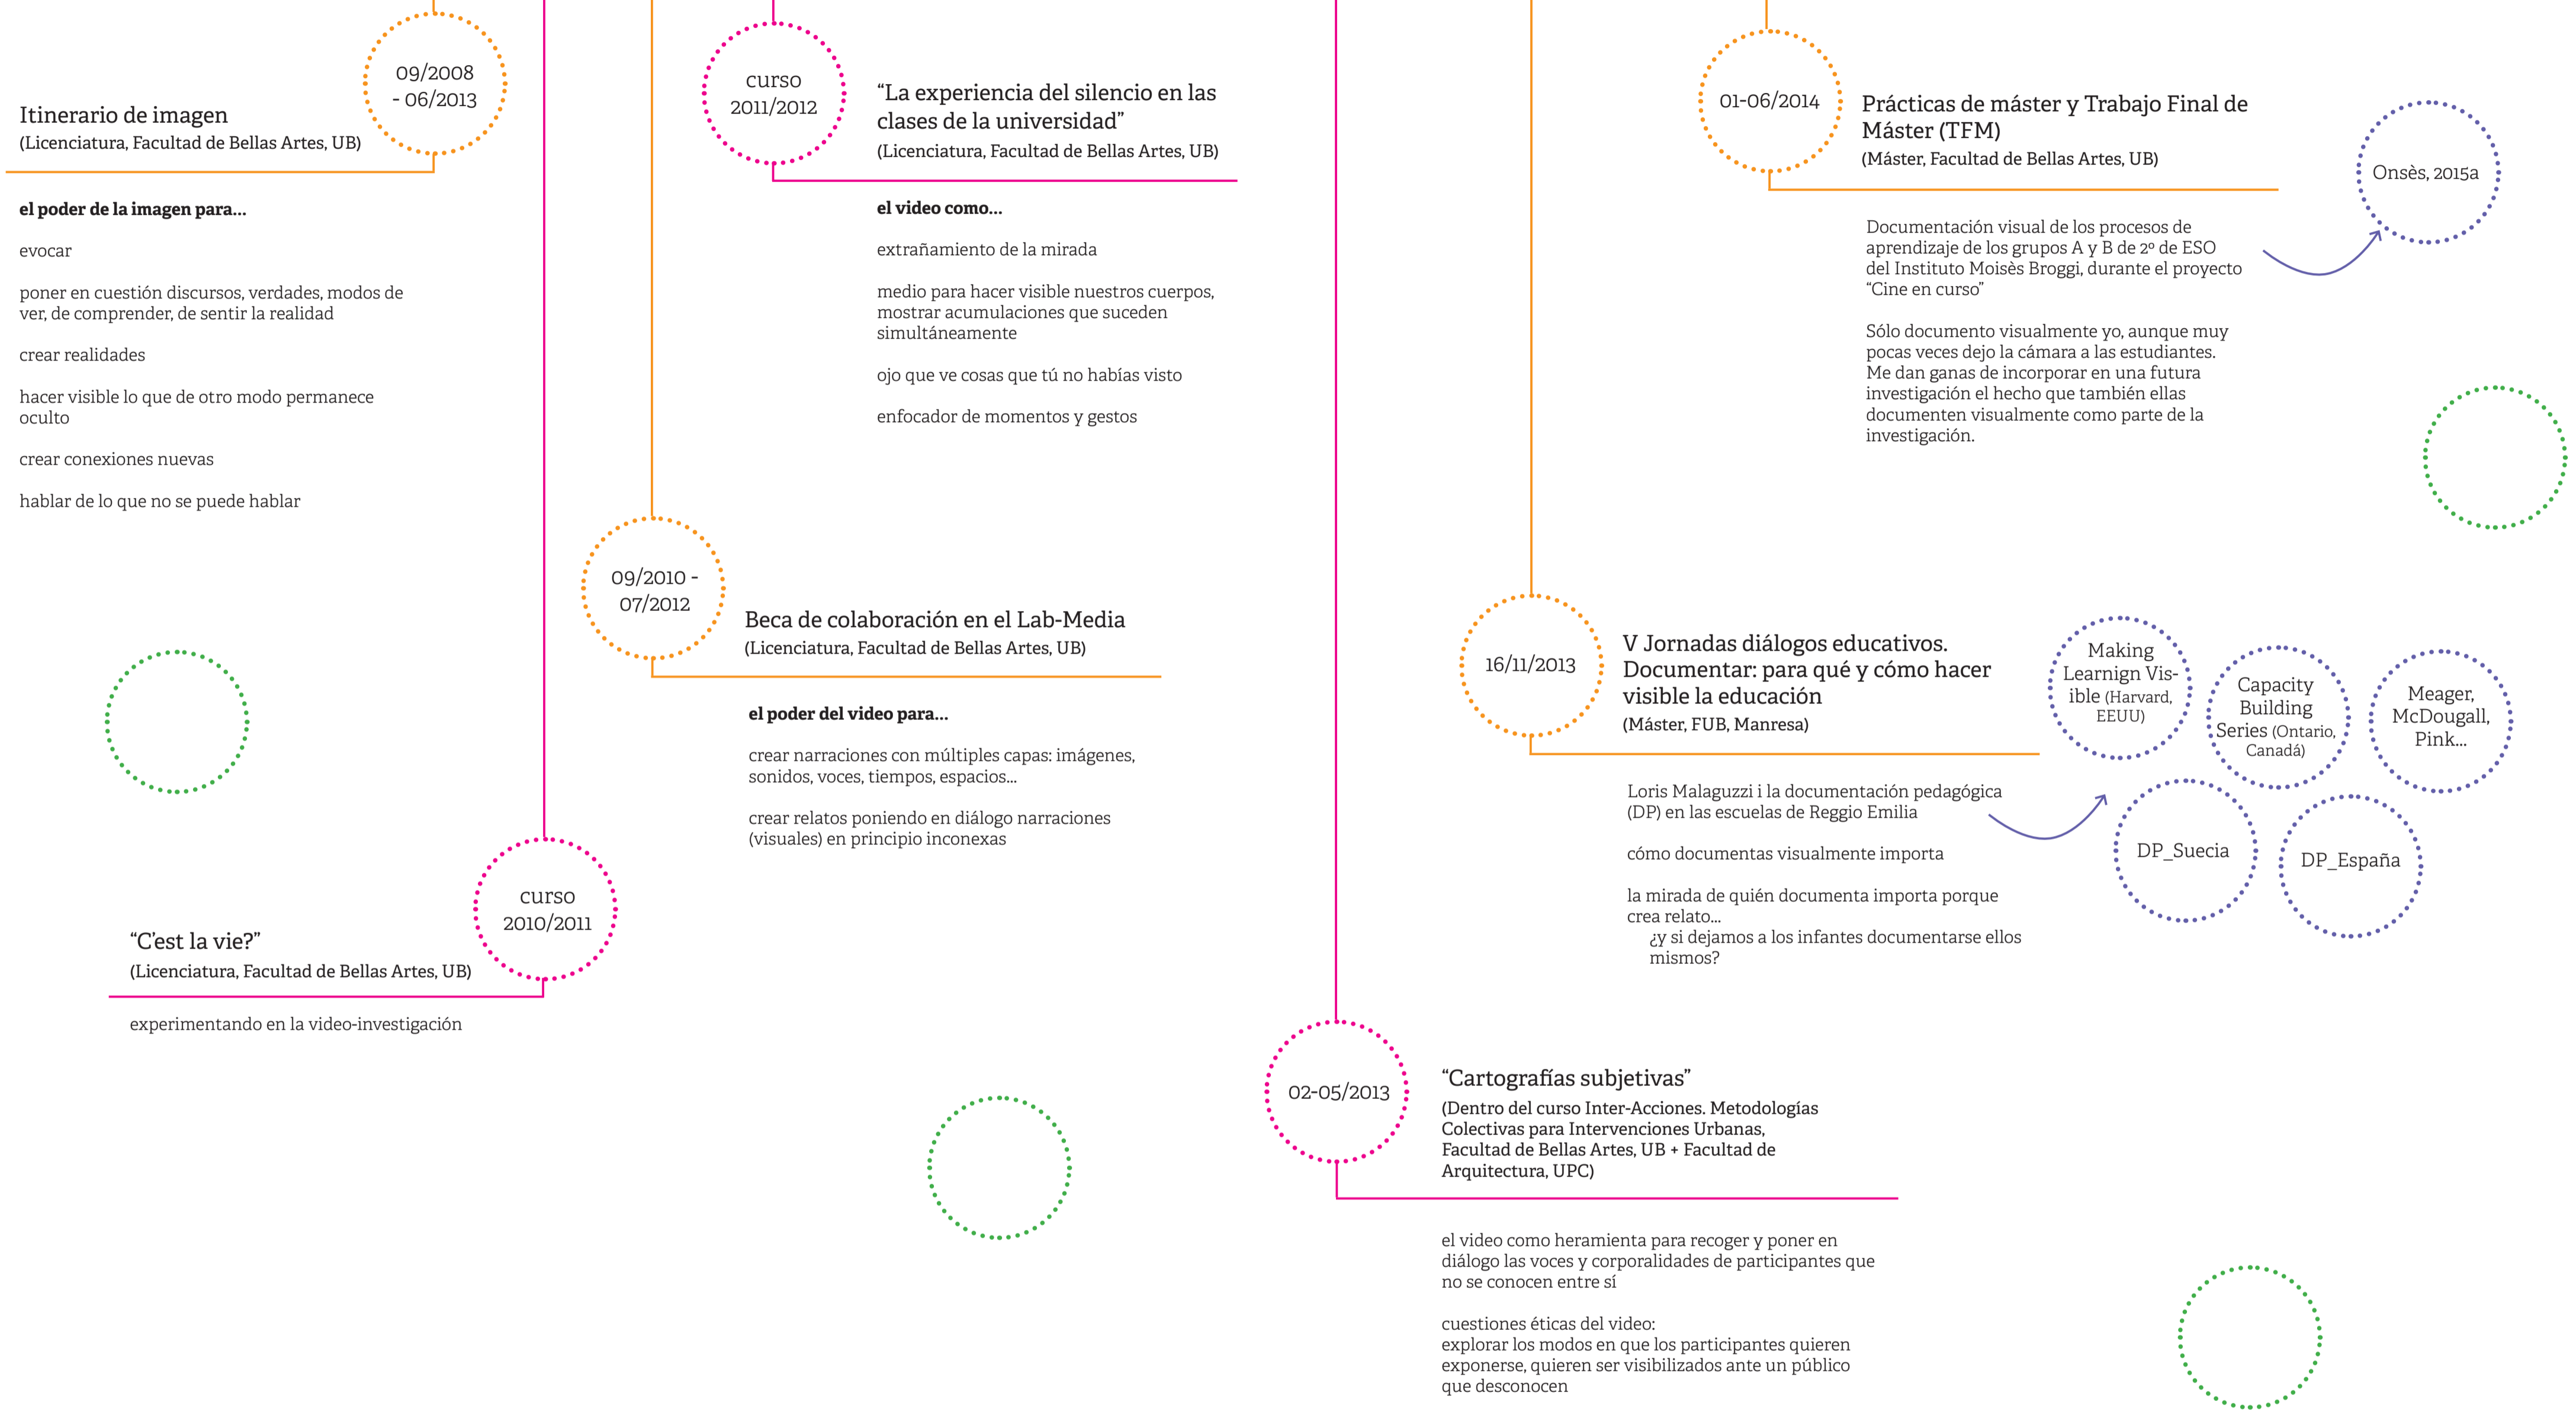 09/2008
- 06/2013
Itinerario de imagen
(Licenciatura, Facultad de Bellas Artes, UB)
el poder de la imagen para...
evocar
poner en cuestión discursos, verdades, modos de
ver, de comprender, de sentir la realidad
crear realidades
hacer visible lo que de otro modo permanece
oculto
crear conexiones nuevas
hablar de lo que no se puede hablar
curso
2010/2011
“C’est la vie?”
(Licenciatura, Facultad de Bellas Artes, UB)
experimentando en la video-investigación
09/2010 -
07/2012
Beca de colaboración en el Lab-Media
(Licenciatura, Facultad de Bellas Artes, UB)
el poder del video para...
crear narraciones con múltiples capas: imágenes,
sonidos, voces, tiempos, espacios...
crear relatos poniendo en diálogo narraciones
(visuales) en principio inconexas
curso
2011/2012
“La experiencia del silencio en las
clases de la universidad”
(Licenciatura, Facultad de Bellas Artes, UB)
el video como...
extrañamiento de la mirada
medio para hacer visible nuestros cuerpos,
mostrar acumulaciones que suceden
simultáneamente
ojo que ve cosas que tú no habías visto
enfocador de momentos y gestos
02-05/2013
“Cartografías subjetivas”
(Dentro del curso Inter-Acciones. Metodologías
Colectivas para Intervenciones Urbanas,
Facultad de Bellas Artes, UB + Facultad de
Arquitectura, UPC)
el video como heramienta para recoger y poner en
diálogo las voces y corporalidades de participantes que
no se conocen entre sí
cuestiones éticas del video:
explorar los modos en que los participantes quieren
exponerse, quieren ser visibilizados ante un público
que desconocen
16/11/2013
V Jornadas diálogos educativos.
Documentar: para qué y cómo hacer
visible la educación
(Máster, FUB, Manresa)
Loris Malaguzzi i la documentación pedagógica
(DP) en las escuelas de Reggio Emilia
cómo documentas visualmente importa
la mirada de quién documenta importa porque
crea relato...
¿y si dejamos a los infantes documentarse ellos
mismos?
Making
Learnign Vis-
ible (Harvard,
EEUU)
Capacity
Building
Series (Ontario,
Canadá)
Meager,
McDougall,
Pink...
DP_Suecia
DP_España
01-06/2014
Prácticas de máster y Trabajo Final de
Máster (TFM)
(Máster, Facultad de Bellas Artes, UB)
Documentación visual de los procesos de
aprendizaje de los grupos A y B de 2º de ESO
del Instituto Moisès Broggi, durante el proyecto
“Cine en curso”
Sólo documento visualmente yo, aunque muy
pocas veces dejo la cámara a las estudiantes.
Me dan ganas de incorporar en una futura
investigación el hecho que también ellas
documenten visualmente como parte de la
investigación.
Onsès, 2015a